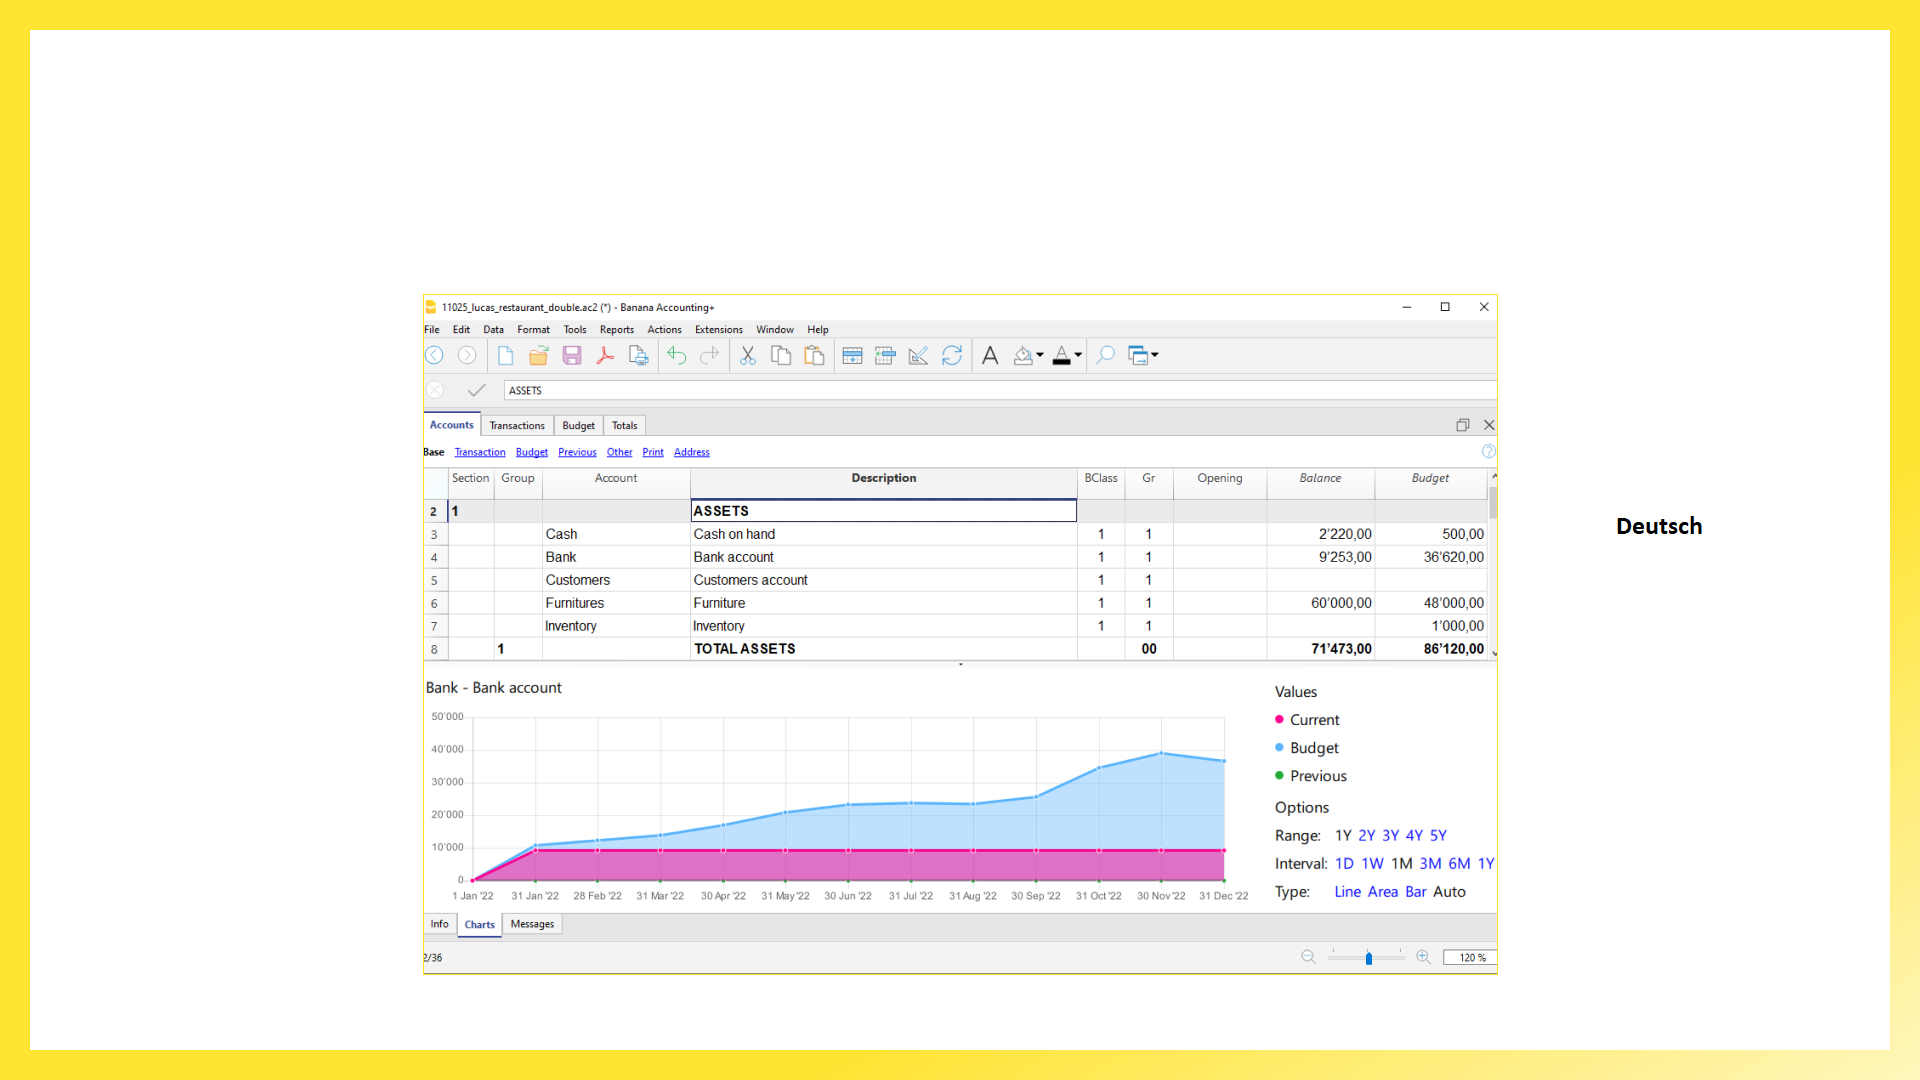 11025_lucas_restaurant_double.ac2 (*) - Banana Accounting+
File Edit Data Format Tools Reports Actions Extensions Window Help
ASSETS
Accounts Transactions Budget Totals
Base Transaction Budget Previous Other Print Address
Section Group Account Description BClass Gr Opening Balance Budget
2 1 ASSETS
3 Cash Cash on hand 1 1 2'220,00 500,00
4 Bank Bank account 1 1 9'253,00 36'620,00
5 Customers Customers account 1 1
6 Furnitures Furniture 1 1 60'000,00 48'000,00
7 Inventory Inventory 1 1 1'000,00
8 1 TOTAL ASSETS 00 71'473,00 86'120,00
Deutsch
Bank - Bank account
50'000
40'000
30'000
20'000
10'000
0
1 Jan '22 31 Jan '22 28 Feb '22 31 Mar '22 30 Apr '22 31 May '22 30 Jun '22 31 Jul '22 31 Aug '22 30 Sep '22 31 Oct '22 30 Nov '22 31 Dec '22
Values
Current
Budget
Previous
Options
Range: 1Y 2Y 3Y 4Y 5Y
Interval: 1D 1W 1M 3M 6M 1Y
Type: Line Area Bar Auto
Info Charts Messages
2/36 120 %